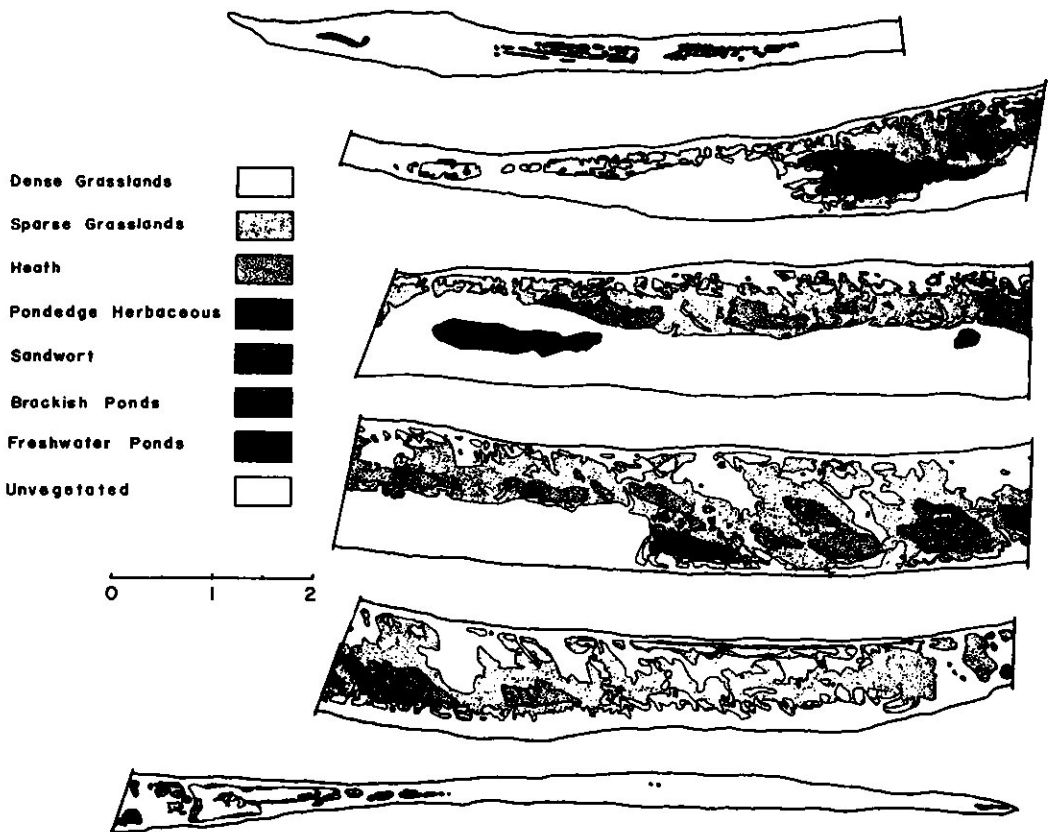 Dense Grasslands
Sparse Grasslands
Heath
Pondedge Herbaceous
Sandwort
Brackish Ponds
Freshwater Ponds
Unvegetated
0 1 2